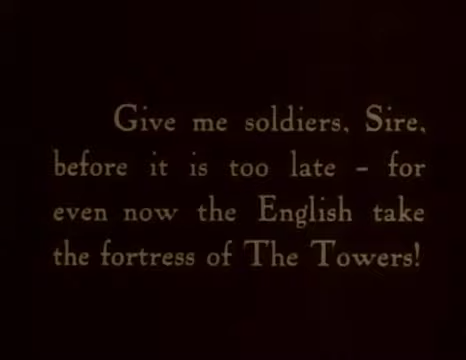 Give me soldiers, Sire,
before it is too late - for
even now the English take
the fortress of The Towers!